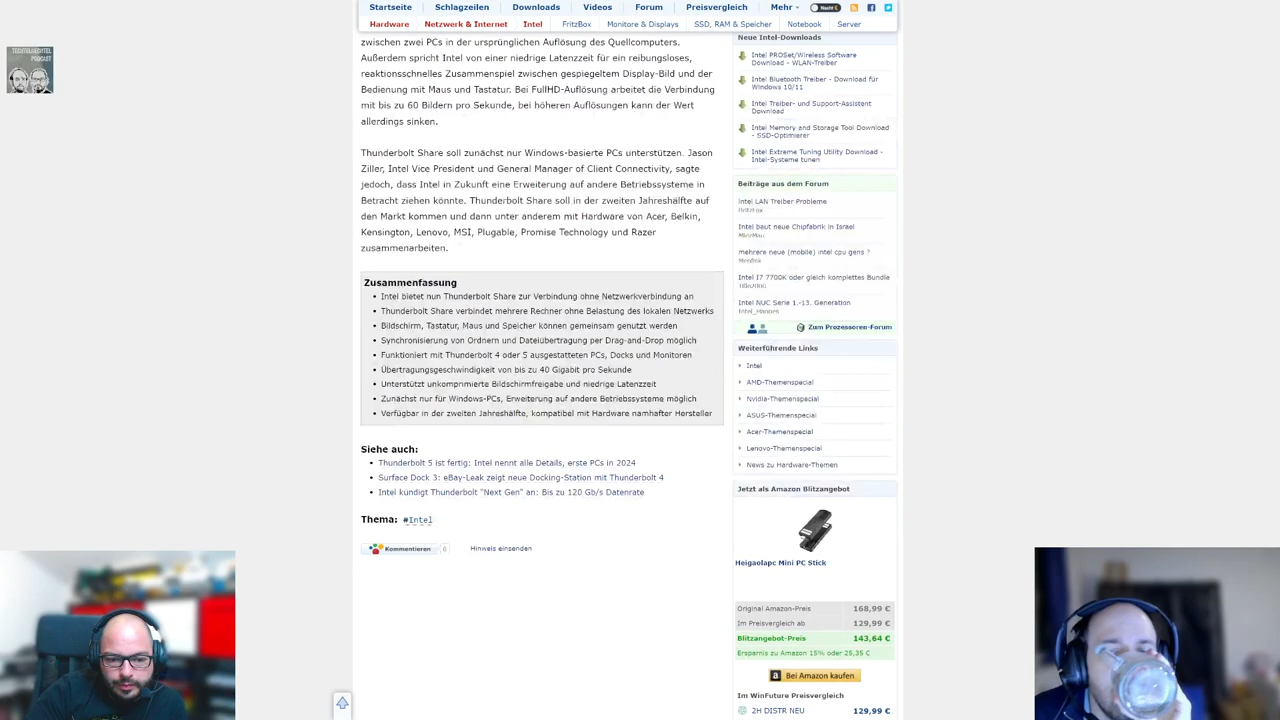 Startseite Schlagzeilen Downloads Videos Forum Preisvergleich Mehr
Hardware Netzwerk & Internet Intel FritzBox Monitore & Displays SSD, RAM & Speicher Notebook Server
TECHTELMECHTEL
PODCAST
zwischen zwei PCs in der ursprünglichen Auflösung des Quellcomputers.
Außerdem spricht Intel von einer niedrige Latenzzeit für ein reibungsloses,
reaktionsschnelles Zusammenspiel zwischen gespiegeltem Display-Bild und der
Bedienung mit Maus und Tastatur. Bei FullHD-Auflösung arbeitet die Verbindung
mit bis zu 60 Bildern pro Sekunde, bei höheren Auflösungen kann der Wert
allerdings sinken.
Thunderbolt Share soll zunächst nur Windows-basierte PCs unterstützen. Jason
Ziller, Intel Vice President und General Manager of Client Connectivity, sagte
jedoch, dass Intel in Zukunft eine Erweiterung auf andere Betriebssysteme in
Betracht ziehen könnte. Thunderbolt Share soll in der zweiten Jahreshälfte auf
den Markt kommen und dann unter anderem mit Hardware von Acer, Belkin,
Kensington, Lenovo, MSI, Plugable, Promise Technology und Razer
zusammenarbeiten.
Zusammenfassung
Intel bietet nun Thunderbolt Share zur Verbindung ohne Netzwerkverbindung an
Thunderbolt Share verbindet mehrere Rechner ohne Belastung des lokalen Netzwerks
Bildschirm, Tastatur, Maus und Speicher können gemeinsam genutzt werden
Synchronisierung von Ordnern und Dateiübertragung per Drag-and-Drop möglich
Funktioniert mit Thunderbolt 4 oder 5 ausgestatteten PCs, Docks und Monitoren
Übertragungsgeschwindigkeit von bis zu 40 Gigabit pro Sekunde
Unterstützt unkomprimierte Bildschirmfreigabe und niedrige Latenzzeit
Zunächst nur für Windows-PCs, Erweiterung auf andere Betriebssysteme möglich
Verfügbar in der zweiten Jahreshälfte, kompatibel mit Hardware namhafter Hersteller
Siehe auch:
Thunderbolt 5 ist fertig: Intel nennt alle Details, erste PCs in 2024
Surface Dock 3: eBay-Leak zeigt neue Docking-Station mit Thunderbolt 4
Intel kündigt Thunderbolt "Next Gen" an: Bis zu 120 Gb/s Datenrate
Thema: #Intel
Kommentieren 6 Hinweis einsenden
Neue Intel-Downloads
Intel PROSet/Wireless Software
Download - WLAN-Treiber
Intel Bluetooth Treiber - Download für
Windows 10/11
Intel Treiber- und Support-Assistent
Download
Intel Memory and Storage Tool Download
- SSD-Optimierer
Intel Extreme Tuning Utility Download -
Intel-Systeme tunen
Beiträge aus dem Forum
Intel LAN Treiber Probleme
Intel baut neue Chipfabrik in Israel
mehrere neue (mobile) intel cpu gens ?
Intel I7 7700K oder gleich komplettes Bundle
Intel NUC Serie 1.-13. Generation
Intel_Hannes
Zum Prozessoren-Forum
Weiterführende Links
Intel
AMD-Themenspecial
Nvidia-Themenspecial
ASUS-Themenspecial
Acer-Themenspecial
Lenovo-Themenspecial
News zu Hardware-Themen
Jetzt als Amazon Blitzangebot
Heigaolapc Mini PC Stick
Original Amazon-Preis 168,99 €
Im Preisvergleich ab 129,99 €
Blitzangebot-Preis 143,64 €
Ersparnis zu Amazon 15% oder 25,35 €
Bei Amazon kaufen
Im WinFuture Preisvergleich
2H DISTR NEU 129,99 €